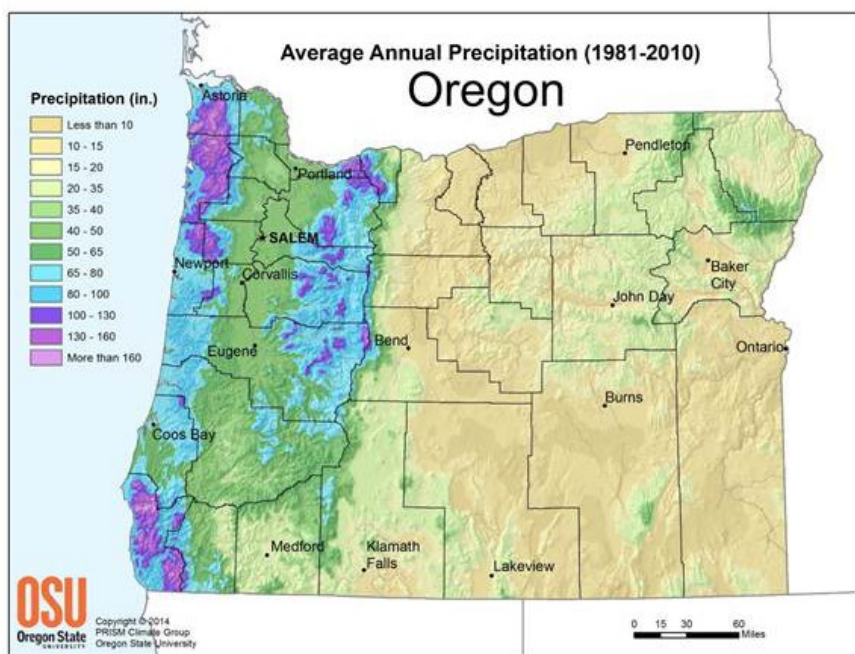 Average Annual Precipitation (1981-2010)
Oregon
Precipitation (in.)
Less than 10
10 - 15
15 - 20
20 - 35
35 - 40
40 - 50
50 - 65
65 - 80
80 - 100
100 - 130
130 - 160
More than 160
Astoria
Pendleton
Portland
SALEM
Newport
Corvallis
Baker
City
John Day
Eugene
Bend
Ontario
Burns
Coos Bay
Medford
Klamath
Falls
Lakeview
OSU
Oregon State
UNIVERSITY
Copyright © 2014
PRISM Climate Group
Oregon State University
0 15 30 60
Miles